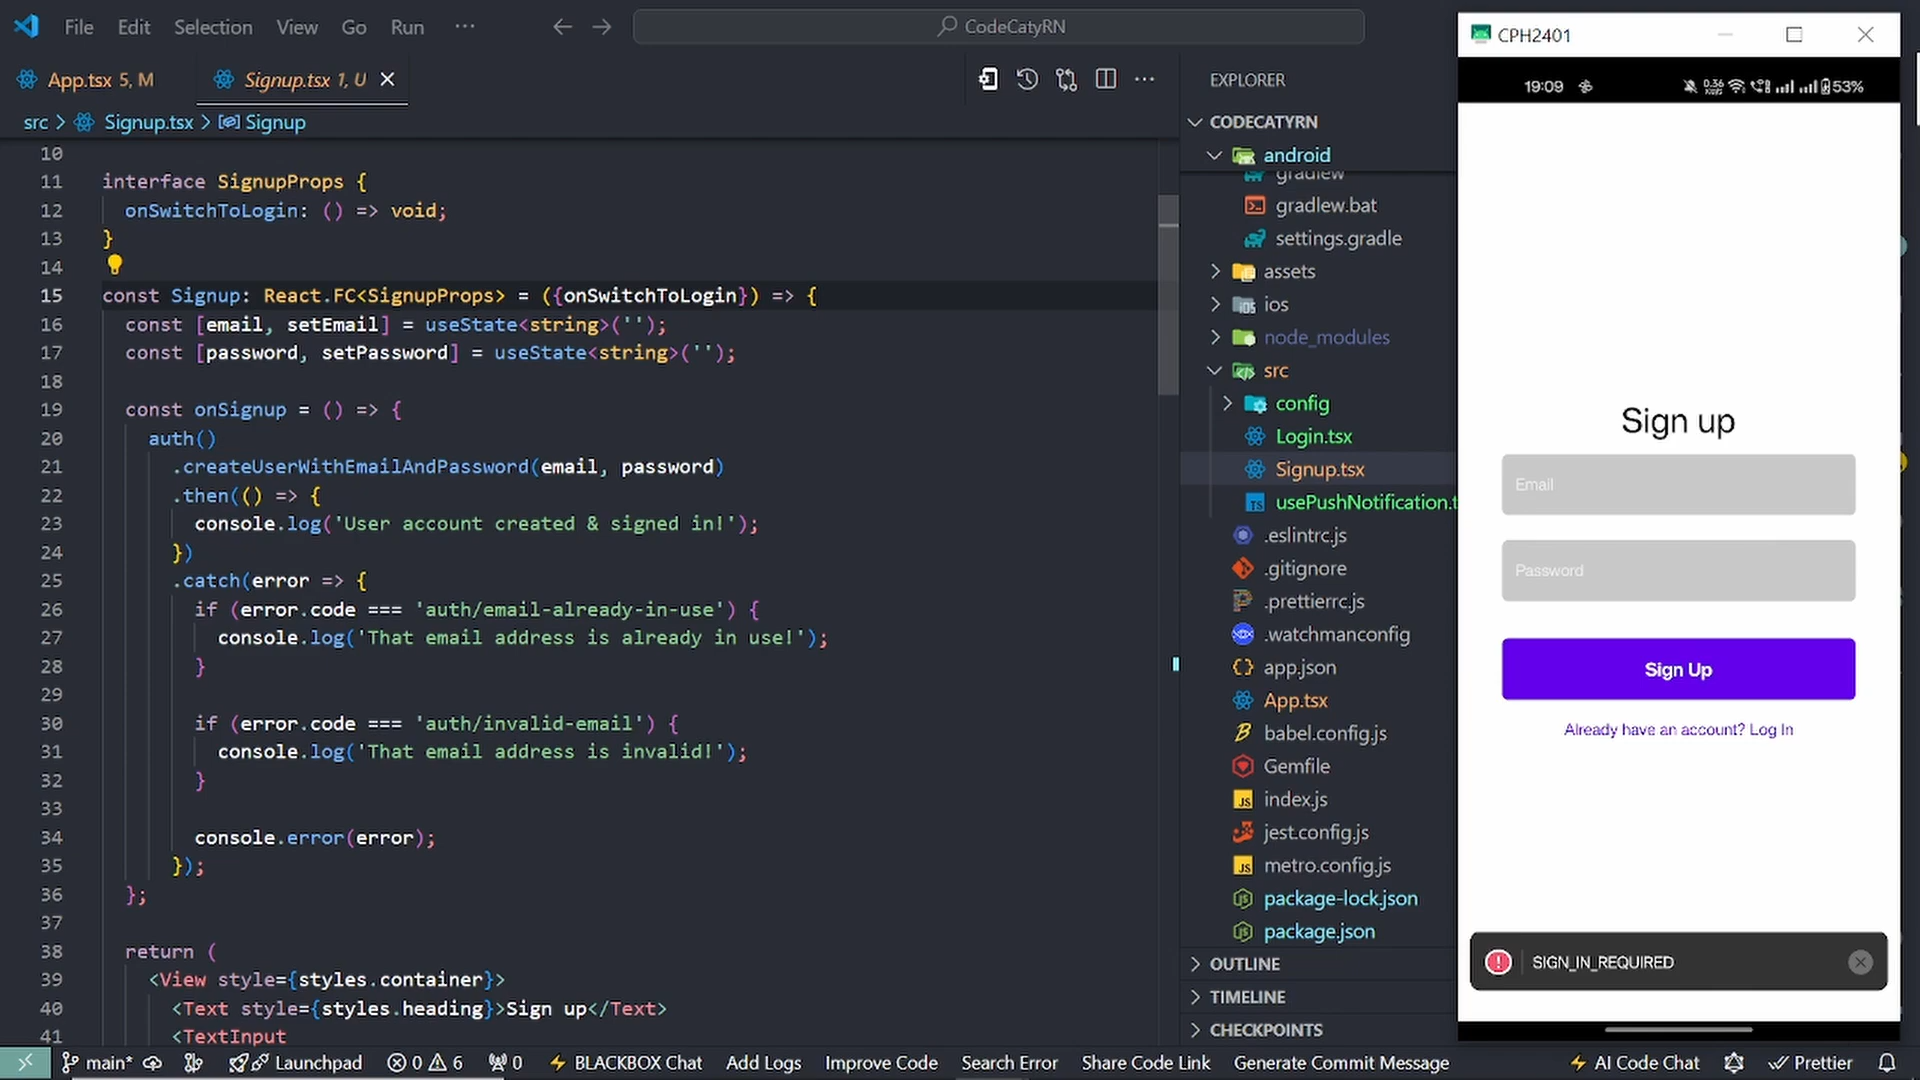 File Edit Selection View Go Run ···
CodeCatyRN
App.tsx 5, M
Signup.tsx 1, U
src > Signup.tsx > Signup
10
11 interface SignupProps {
12 onSwitchToLogin: () => void;
13 }
14
15 const Signup: React.FC<SignupProps> = ({onSwitchToLogin}) => {
16 const [email, setEmail] = useState<string>('');
17 const [password, setPassword] = useState<string>('');
18
19 const onSignup = () => {
20 auth()
21 .createUserWithEmailAndPassword(email, password)
22 .then(() => {
23 console.log('User account created & signed in!');
24 })
25 .catch(error => {
26 if (error.code === 'auth/email-already-in-use') {
27 console.log('That email address is already in use!');
28 }
29
30 if (error.code === 'auth/invalid-email') {
31 console.log('That email address is invalid!');
32 }
33
34 console.error(error);
35 });
36 };
37
38 return (
39 <View style={styles.container}>
40 <Text style={styles.heading}>Sign up</Text>
41 <TextInput
EXPLORER
CODECATYRN
android
gradlew
gradlew.bat
settings.gradle
assets
ios
node_modules
src
config
Login.tsx
Signup.tsx
usePushNotification.t
.eslintrc.js
.gitignore
.prettierrc.js
.watchmanconfig
app.json
App.tsx
babel.config.js
Gemfile
index.js
jest.config.js
metro.config.js
package-lock.json
package.json
OUTLINE
TIMELINE
CHECKPOINTS
CPH2401
19:09
0.36
53%
Sign up
Email
Password
Sign Up
Already have an account? Log In
SIGN_IN_REQUIRED
main* Launchpad 0 6 0 BLACKBOX Chat Add Logs Improve Code Search Error Share Code Link Generate Commit Message AI Code Chat Prettier